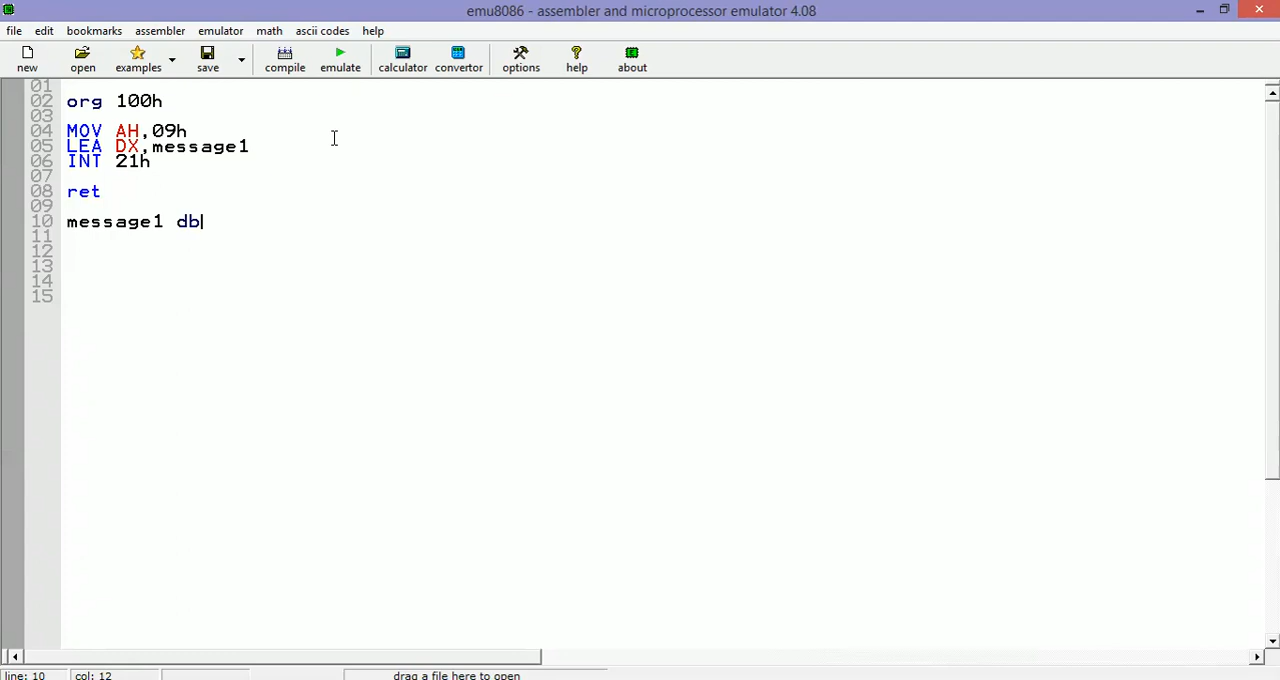 emu8086 - assembler and microprocessor emulator 4.08
file edit bookmarks assembler emulator math ascii codes help
new open examples save compile emulate calculator convertor options help about
01
02 org 100h
03
04 MOV AH,09h
05 LEA DX,message1
06 INT 21h
07
08 ret
09
10 message1 db
11
12
13
14
15
line: 10 col: 12 drag a file here to open